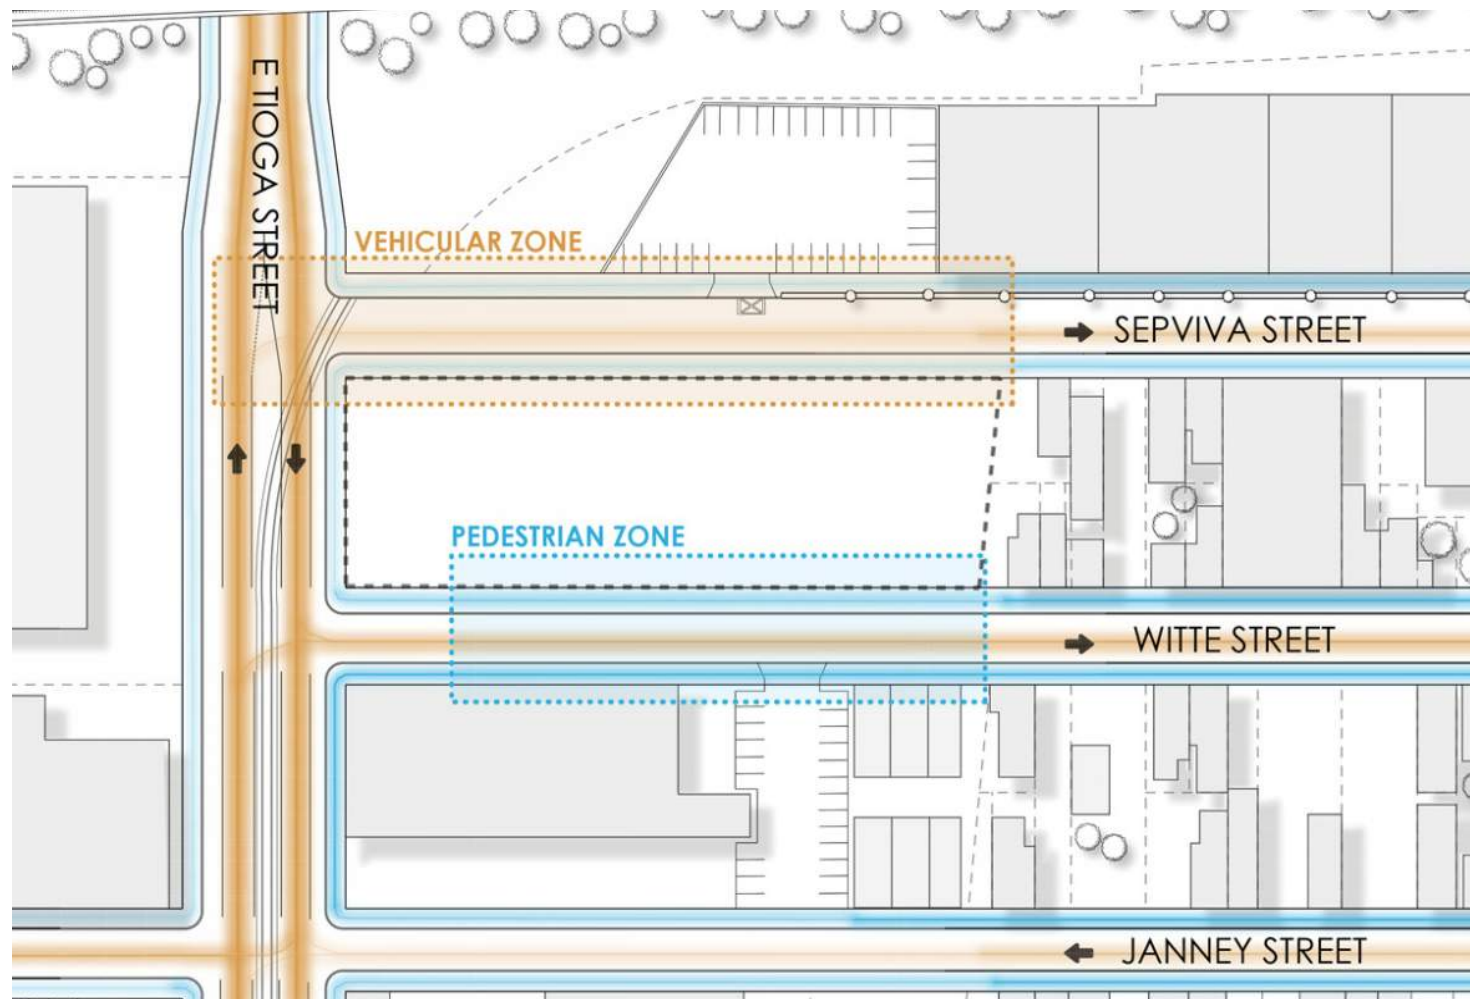 E TIOGA STREET
VEHICULAR ZONE
SEPVIVA STREET
PEDESTRIAN ZONE
WITTE STREET
JANNEY STREET